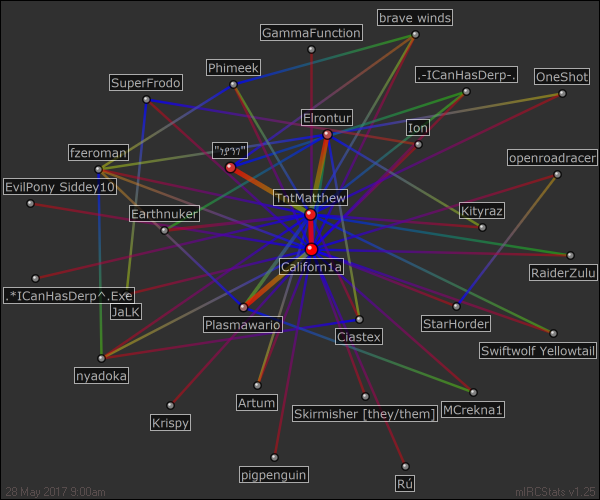 brave winds
GammaFunction
Phimeek
.-ICanHasDerp-.
OneShot
SuperFrodo
Elrontur
Ion
fzeroman
openroadracer
EvilPony Siddey10
TntMatthew
Earthnuker
Kityraz
Californ1a
RaiderZulu
.*ICanHasDerp^.Exe
JaLK
Plasmawario
StarHorder
Ciastex
Swiftwolf Yellowtail
nyadoka
Artum
Skirmisher [they/them]
MCrekna1
Krispy
pigpenguin
Rú
28 May 2017 9:00am
mIRCStats v1.25